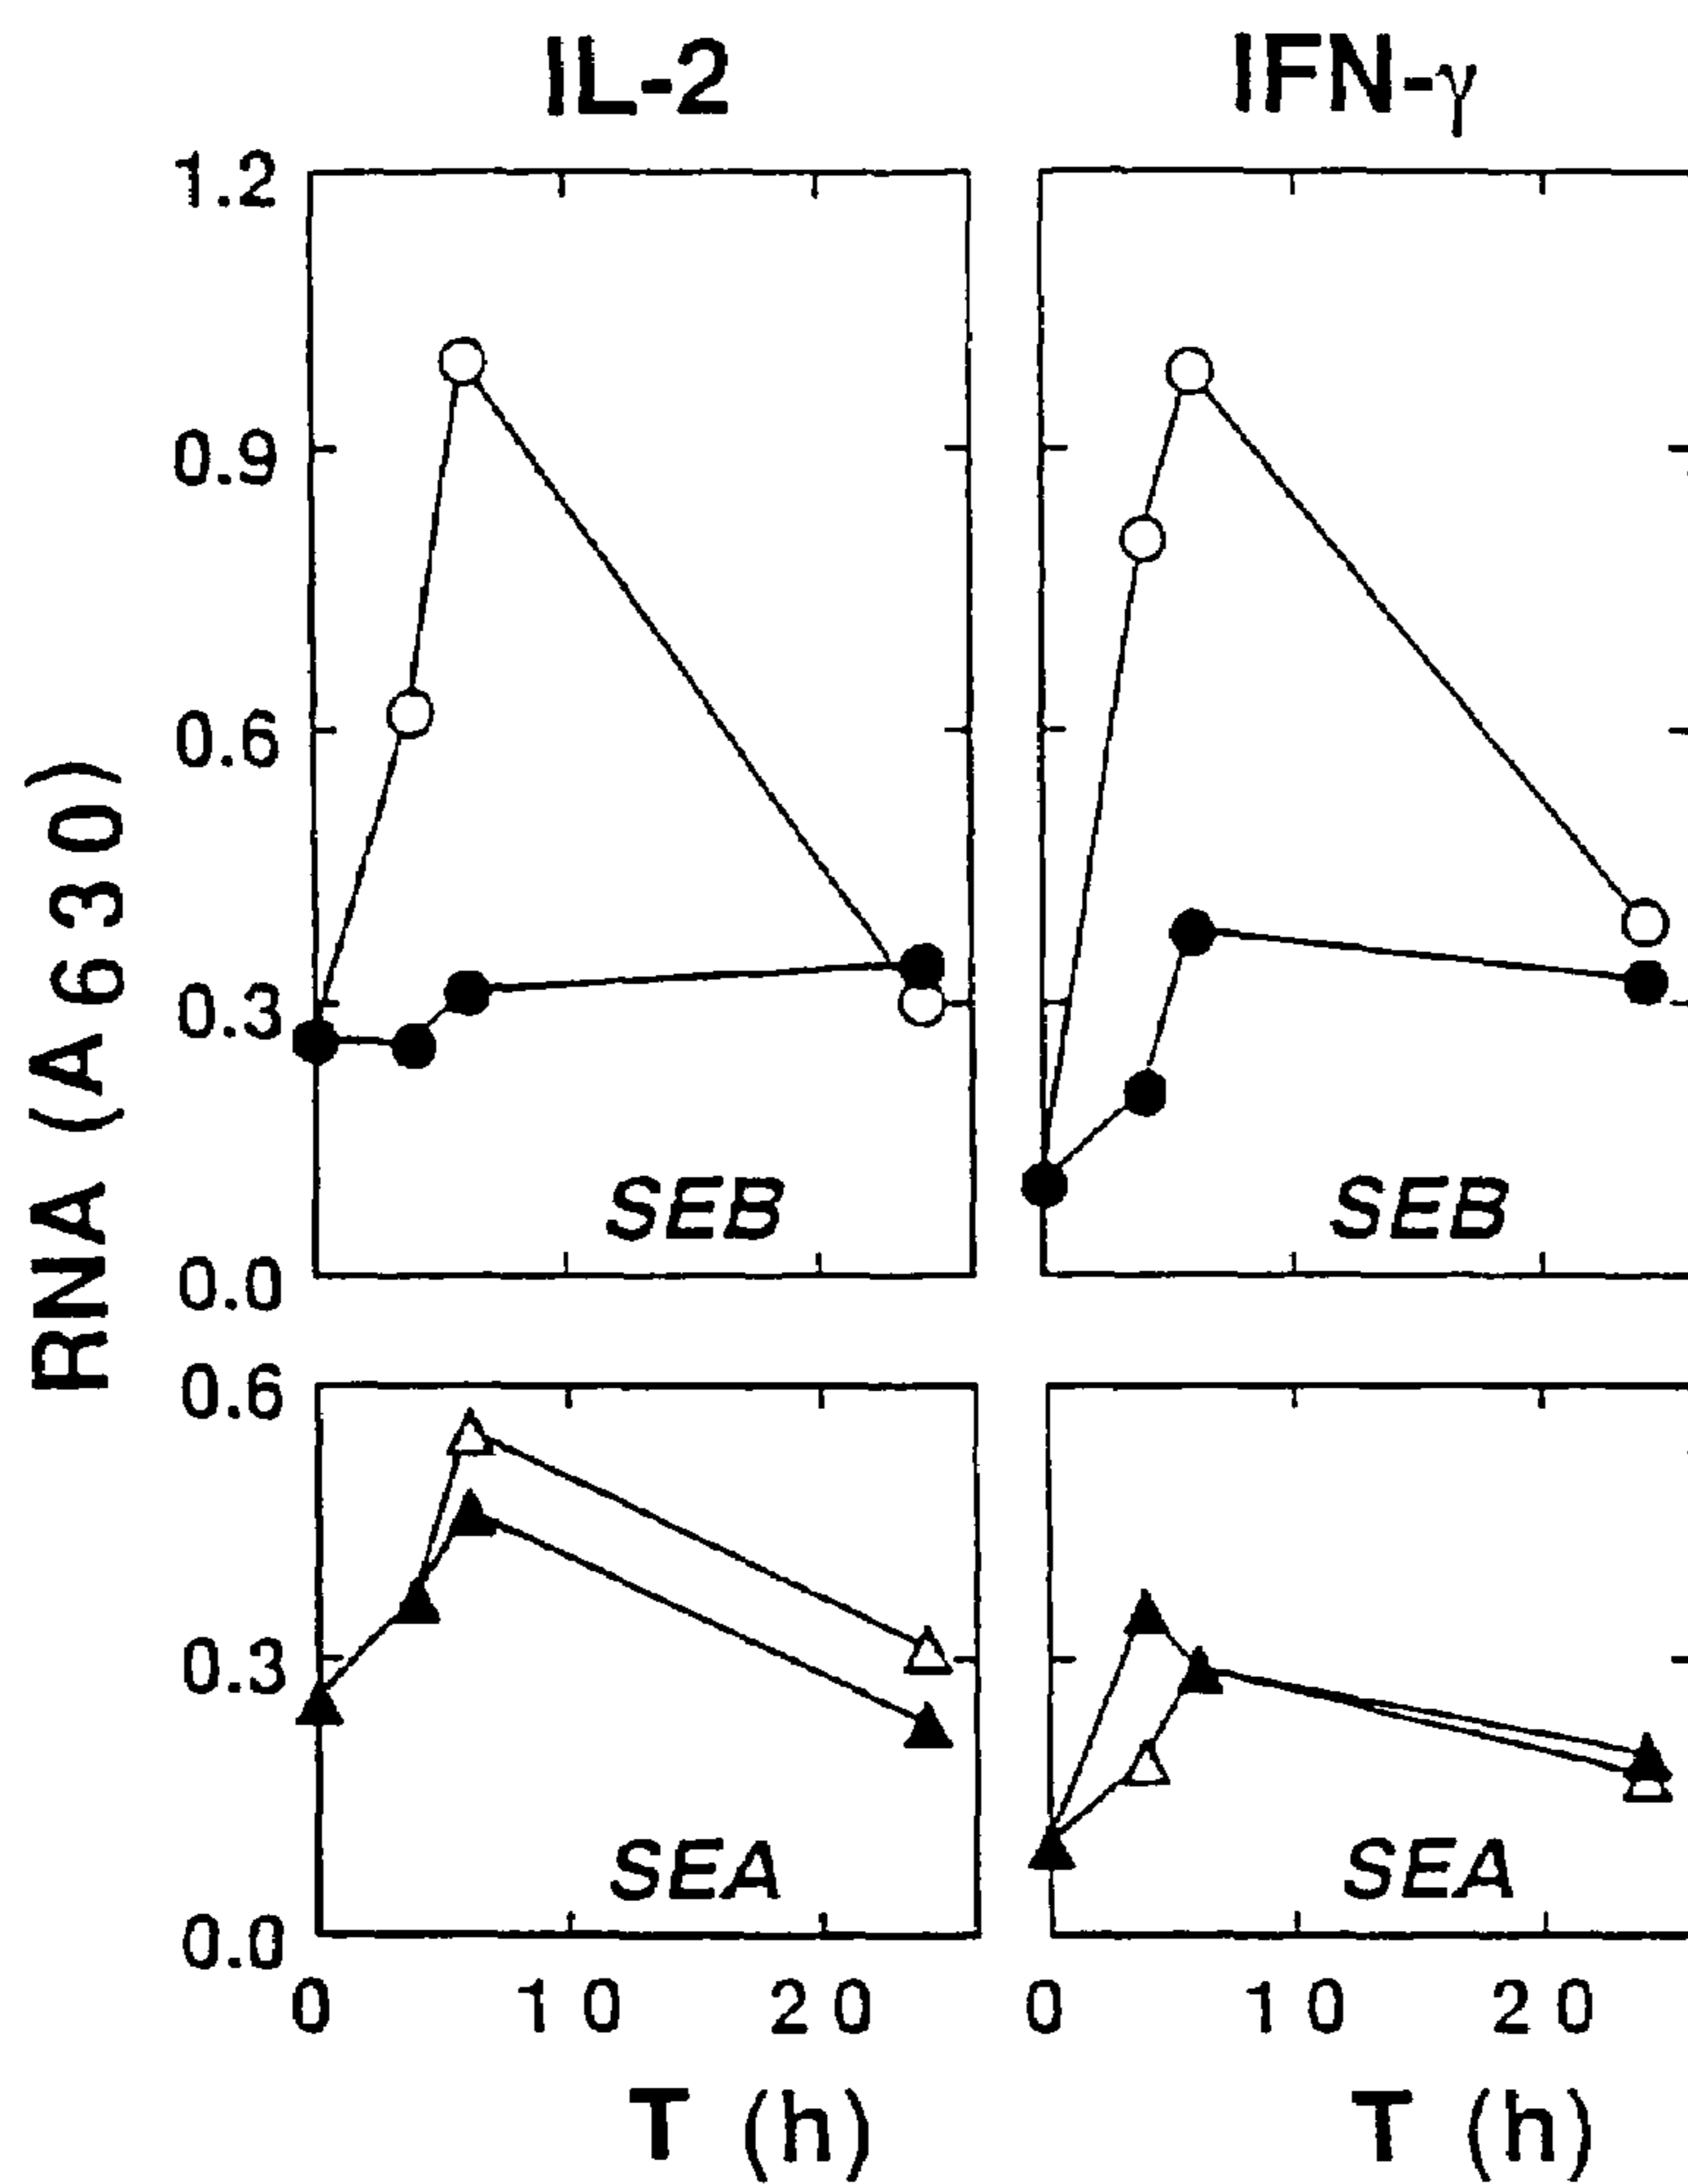 IL-2 IFN-γ
1.2
0.9
0.6
0.3
0.0
RNA (A630)
SEB SEB
0.6
0.3
0.0
SEA SEA
0 10 20 0 10 20
T (h) T (h)